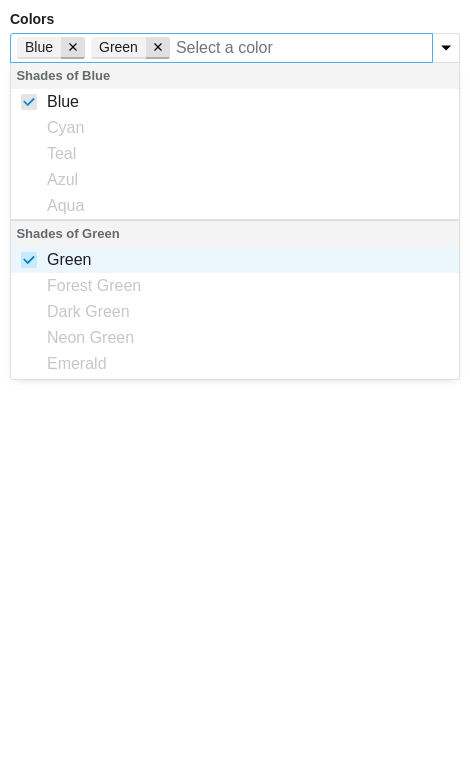 Colors
Blue Green Select a color
Shades of Blue
Blue
Cyan
Teal
Azul
Aqua
Shades of Green
Green
Forest Green
Dark Green
Neon Green
Emerald